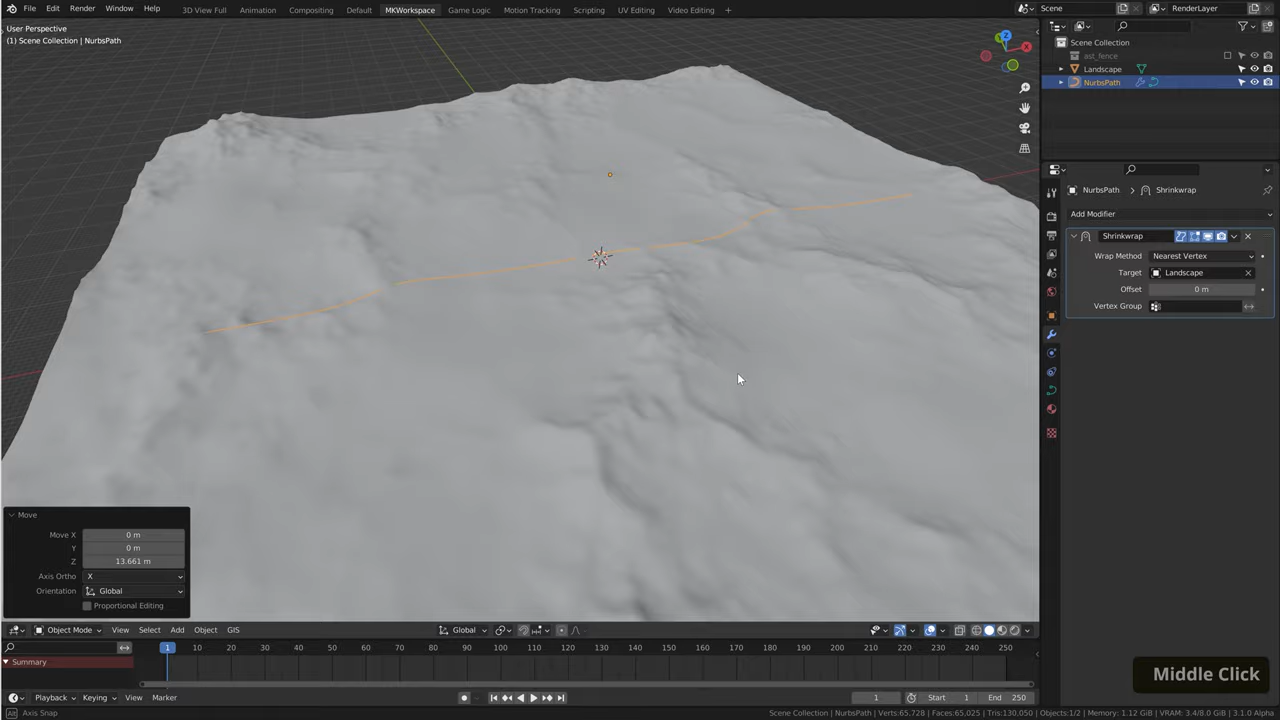 File Edit Render Window Help
3D View Full Animation Compositing Default MKWorkspace Game Logic Motion Tracking Scripting UV Editing Video Editing
Scene
RenderLayer
User Perspective
(1) Scene Collection | NurbsPath
Z
X
Scene Collection
ast_fence
Landscape
NurbsPath
NurbsPath > Shrinkwrap
Add Modifier
Shrinkwrap
Wrap Method Nearest Vertex
Target Landscape
Offset 0 m
Vertex Group
Move
Move X 0 m
Y 0 m
Z 13.661 m
Axis Ortho X
Orientation Global
Proportional Editing
Object Mode View Select Add Object GIS
Global
1 10 20 30 40 50 60 70 80 90 100 110 120 130 140 150 160 170 180 190 200 210 220 230 240 250
Summary
Middle Click
Playback Keying View Marker
1 Start 1 End 250
Axis Snap
Scene Collection | NurbsPath | Verts:65,728 | Faces:65,025 | Tris:130,050 | Objects:1/2 | Memory: 1.12 GiB | VRAM: 3.4/8.0 GiB | 3.1.0 Alpha